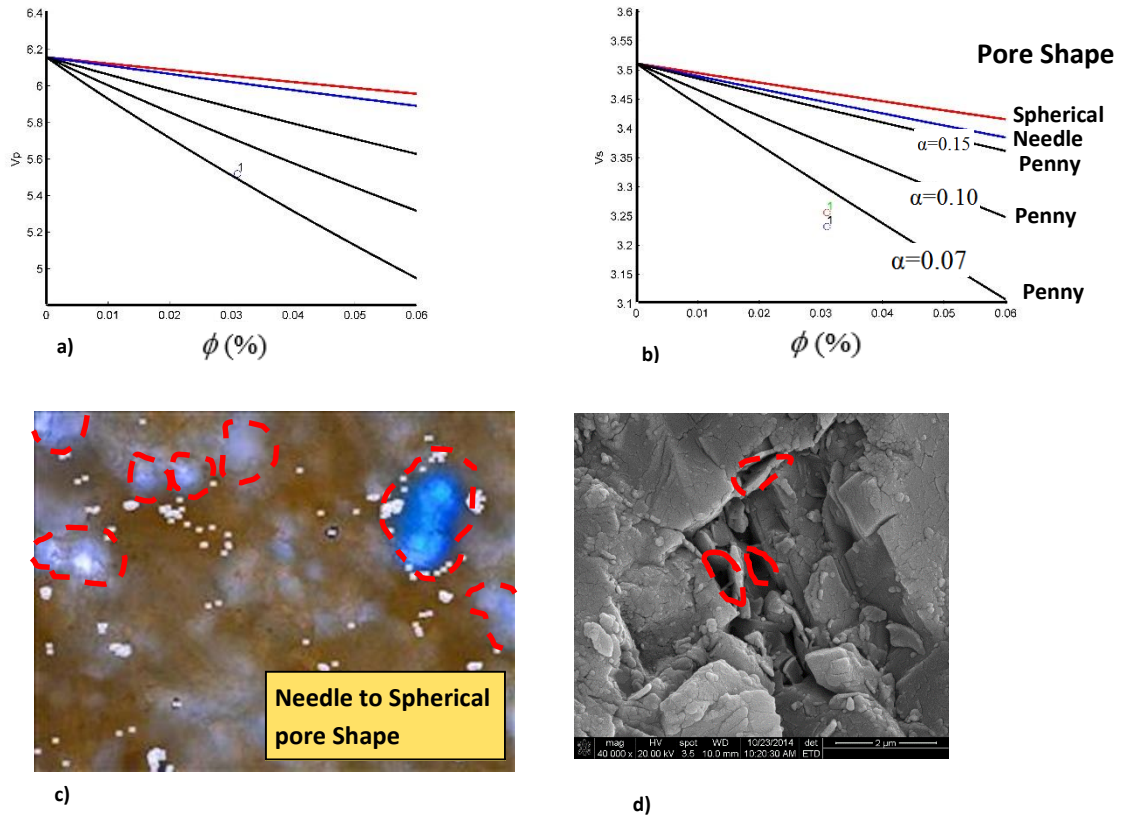 6.4
6.2
6
5.8
5.6
5.4
5.2
5
Vp
1
0 0.01 0.02 0.03 0.04 0.05 0.06
ϕ (%)
a)
3.6
3.55
3.5
3.45
3.4
3.35
3.3
3.25
3.2
3.15
3.1
Vs
Pore Shape
Spherical
Needle
α=0.15
Penny
α=0.10
Penny
α=0.07
Penny
1
1
0 0.01 0.02 0.03 0.04 0.05 0.06
ϕ (%)
b)
Needle to Spherical
pore Shape
c)
mag HV spot WD 10/23/2014 det
40 000 x 20.00 kV 3.5 10.0 mm 10:20:30 AM ETD
2 µm
d)